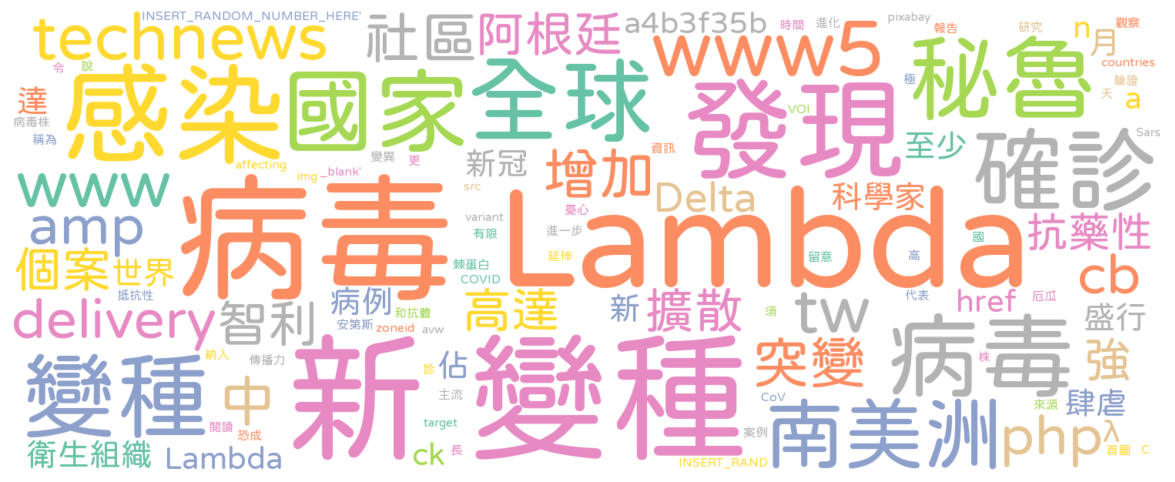 INSERT_RANDOM_NUMBER_HERE'
technews
社區
阿根廷
a4b3f35b
時間
進化
pixabay
報告
研究
n
月
觀察
countries
令
說
感染
國家
全球
www5
發現
VOI
秘魯
極
驗證
天
a
達
病毒株
稱為
Sars
www
affecting
img
_blank'
變異
更
新冠
增加
資訊
Delta
科學家
至少
確診
src
憂心
amp
病毒
Lambda
variant
有限
進一步
棘蛋白
COVID
延伸
留意
國
高
抗藥性
個案
世界
抵抗性
cb
delivery
智利
病例
和抗體
安第斯
zoneid
avw
高達
新
擴散
須
tw
代表
href
厄瓜
盛行
變種
納入
傳播力
中
新
診
佔
主流
變種
突變
CoV
病毒
株
強
閱讀
恐成
target
來源
肆虐
衛生組織
Lambda
ck
長
案例
INSERT_RAND
南美洲
php
λ
首圖
C